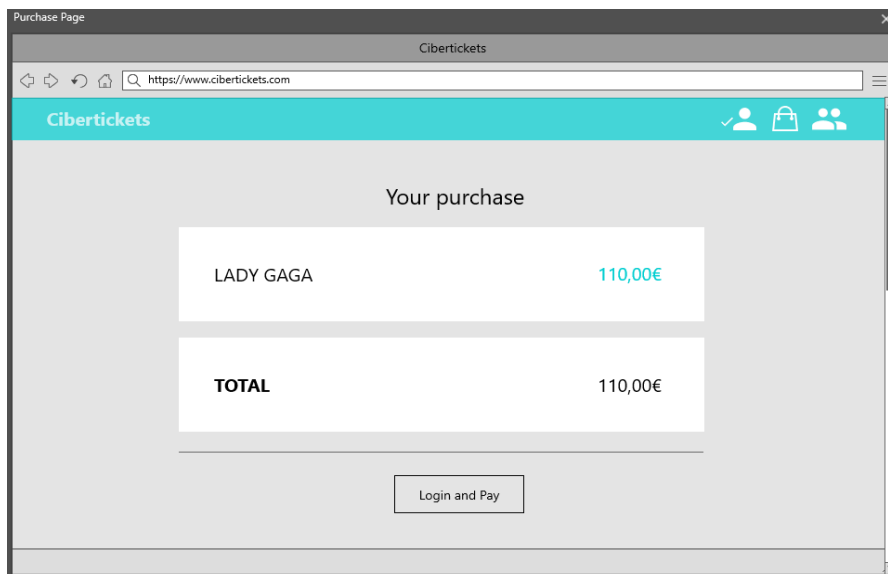 Purchase Page
Cibertickets
https://www.cibertickets.com
Cibertickets
Your purchase
LADY GAGA 110,00€
TOTAL 110,00€
Login and Pay